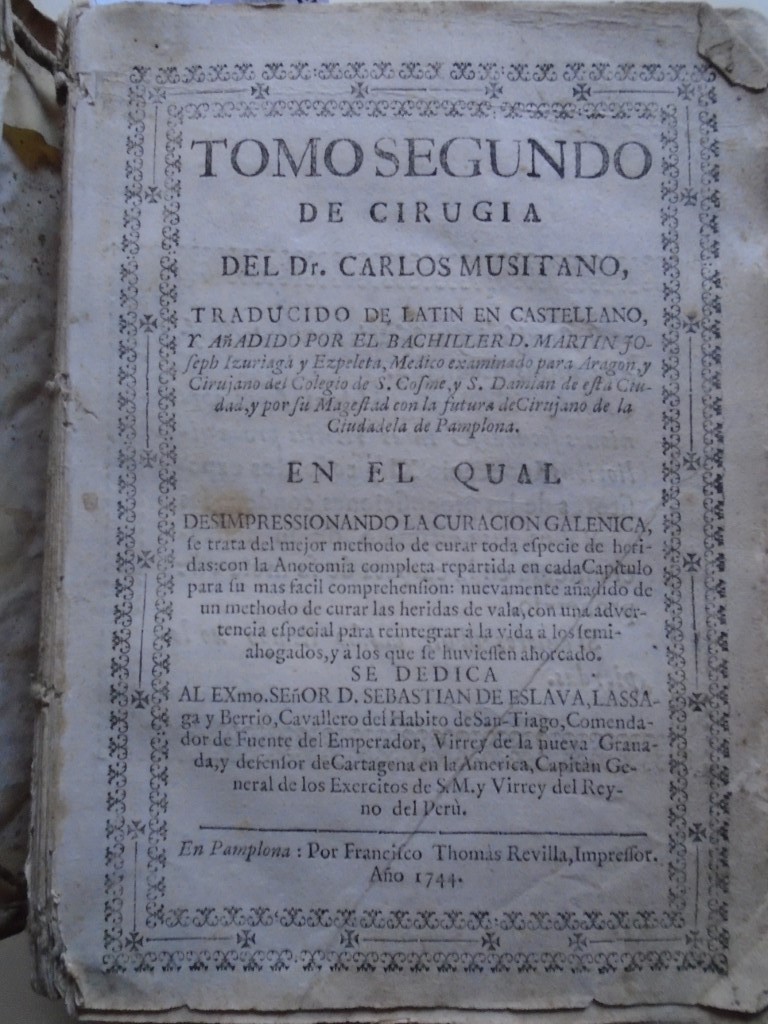 TOMO SEGUNDO
DE CIRUGIA
DEL Dr. CARLOS MUSITANO,
TRADUCIDO DE LATIN EN CASTELLANO,
Y AñADIDO POR EL BACHILLER D. MARTIN JO-
ſeph Izuriaga y Ezpeleta, Medico examinado para Aragon, y
Cirujano del Colegio de S. Coſme, y S. Damian de eſta Ciu-
dad, y por ſu Mageſtad con la futura de Cirujano de la
Ciudadela de Pamplona.
EN EL QUAL
DESIMPRESSIONANDO LA CURACION GALENICA,
ſe trata del mejor methodo de curar toda eſpecie de heri-
das: con la Anotomia completa repartida en cada Capitulo
para ſu mas facil comprehenſion: nuevamente añadido de
un methodo de curar las heridas de vala, con una adver-
tencia eſpecial para reintegrar à la vida à los ſemi-
ahogados, y à los que ſe huvieſſen ahorcado.
SE DEDICA
AL EXmo. SEñOR D. SEBASTIAN DE ESLAVA, LASSA-
ga y Berrio, Cavallero del Habito de San-Tiago, Comenda-
dor de Fuente del Emperador, Virrey de la nueva Grana-
da, y defenſor de Cartagena en la America, Capitàn Ge-
neral de los Exercitos de S. M. y Virrey del Rey-
no del Perù.
En Pamplona: Por Franciſco Thomàs Revilla, Impreſſor.
Año 1744.